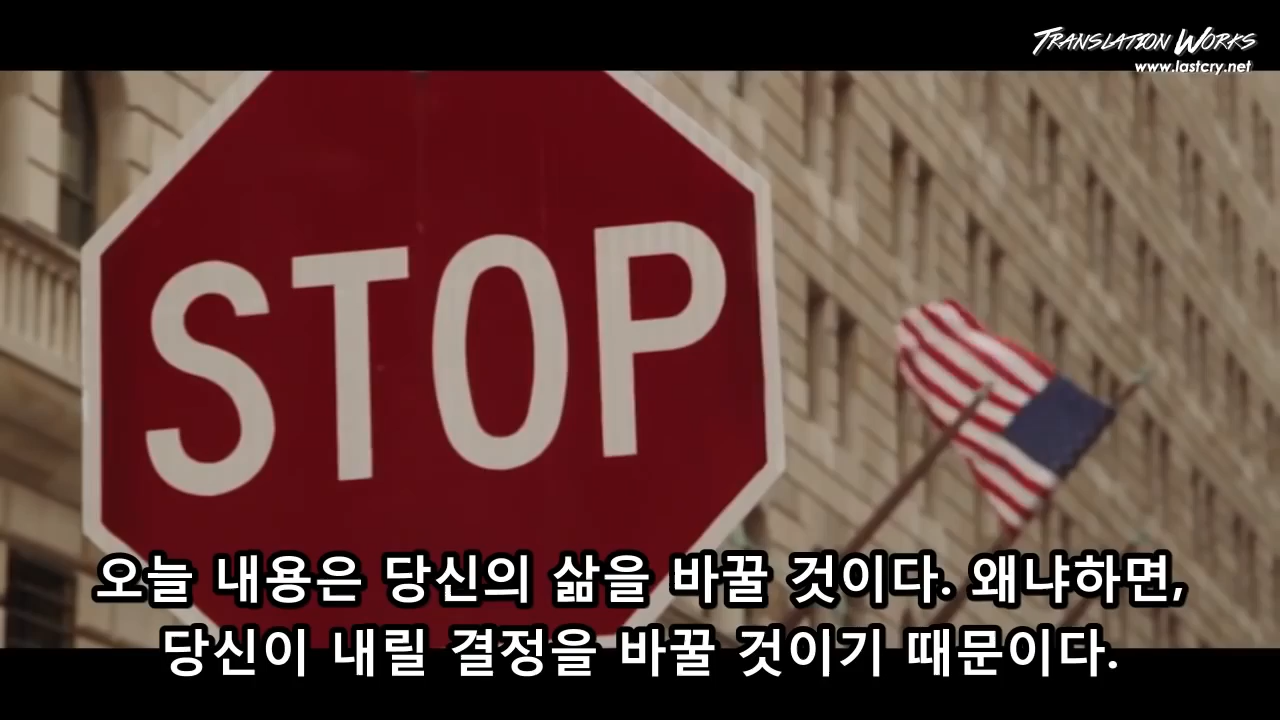 TRANSLATION WORKS
www.lastcry.net
STOP
오늘 내용은 당신의 삶을 바꿀 것이다. 왜냐하면,
당신이 내릴 결정을 바꿀 것이기 때문이다.